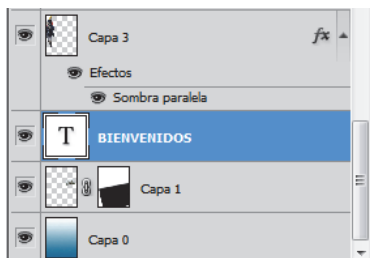 Capa 3 fx
Efectos
Sombra paralela
T BIENVENIDOS
Capa 1
Capa 0